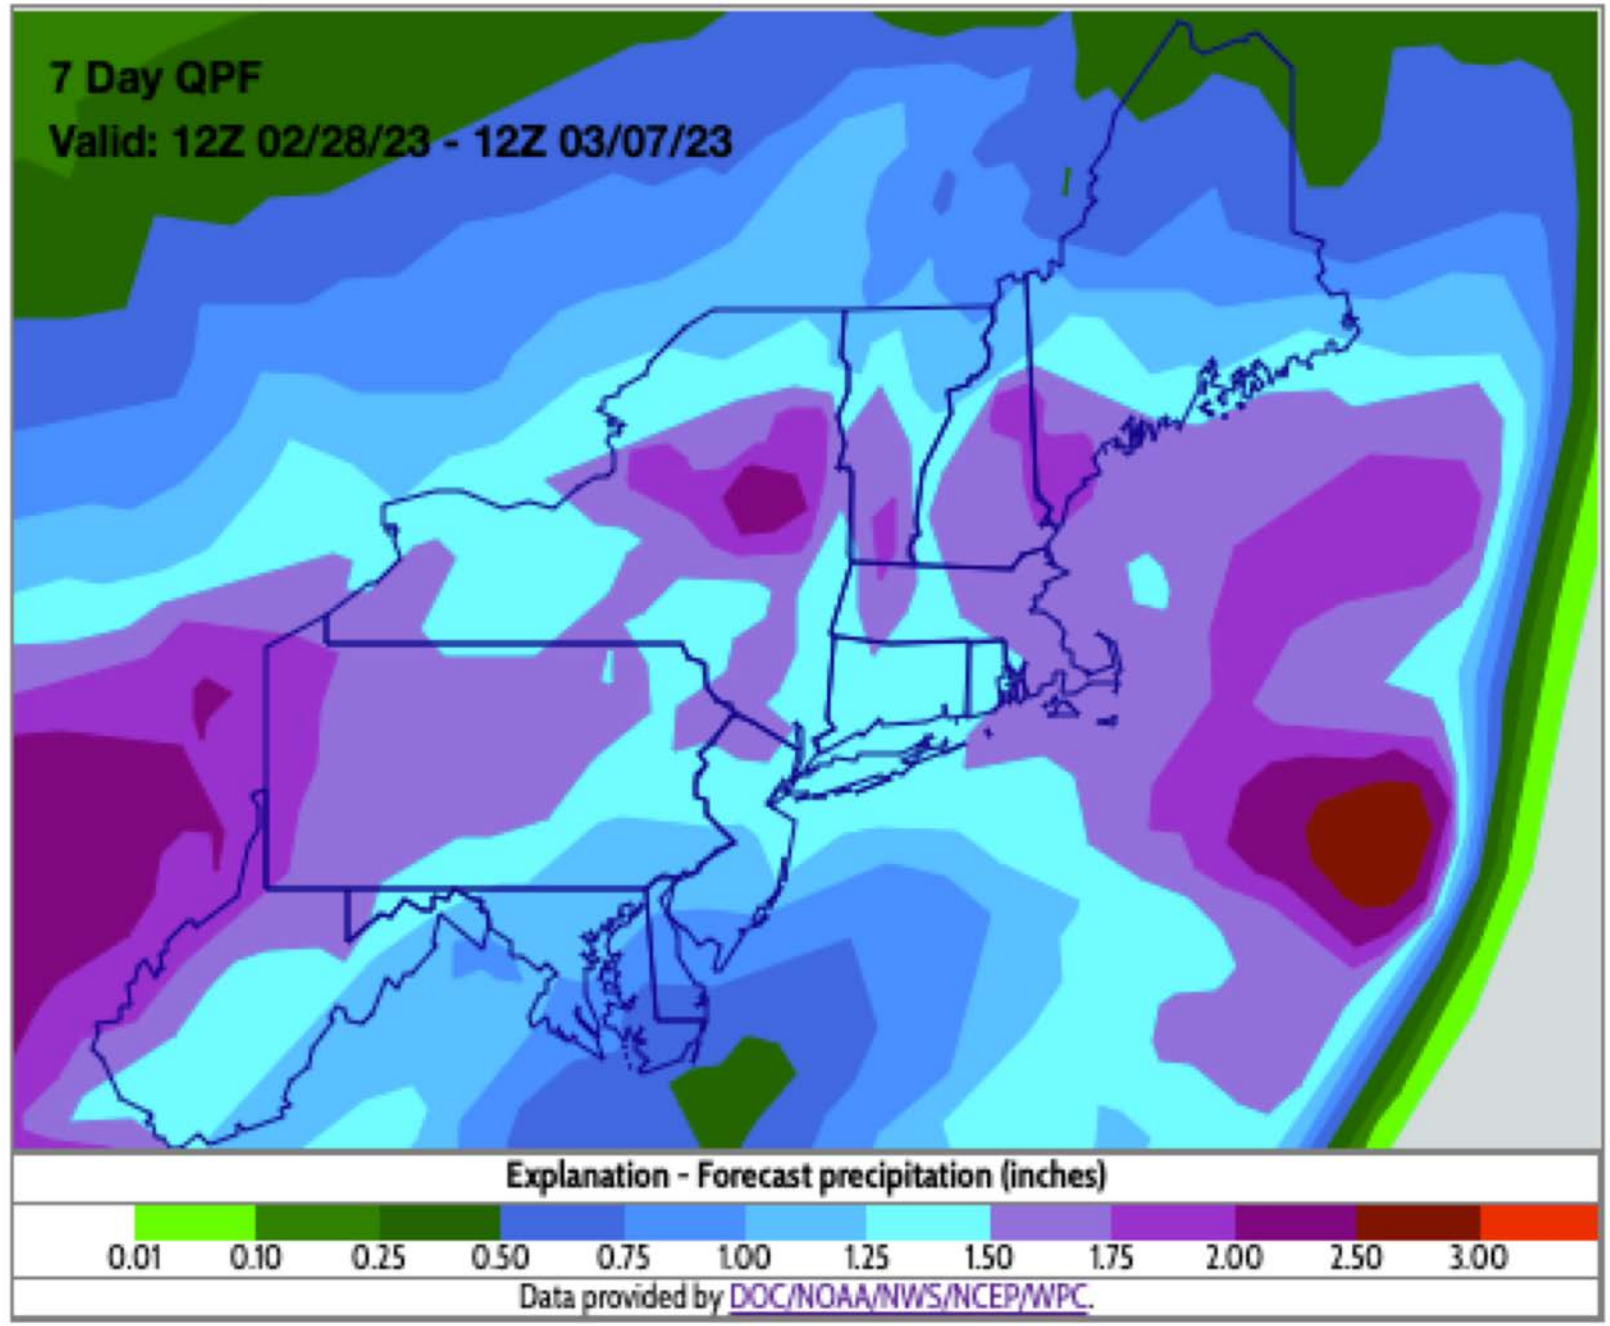 7 Day QPF
Valid: 12Z 02/28/23 - 12Z 03/07/23
Explanation - Forecast precipitation (inches)
0.01 0.10 0.25 0.50 0.75 1.00 1.25 1.50 1.75 2.00 2.50 3.00
Data provided by DOC/NOAA/NWS/NCEP/WPC.